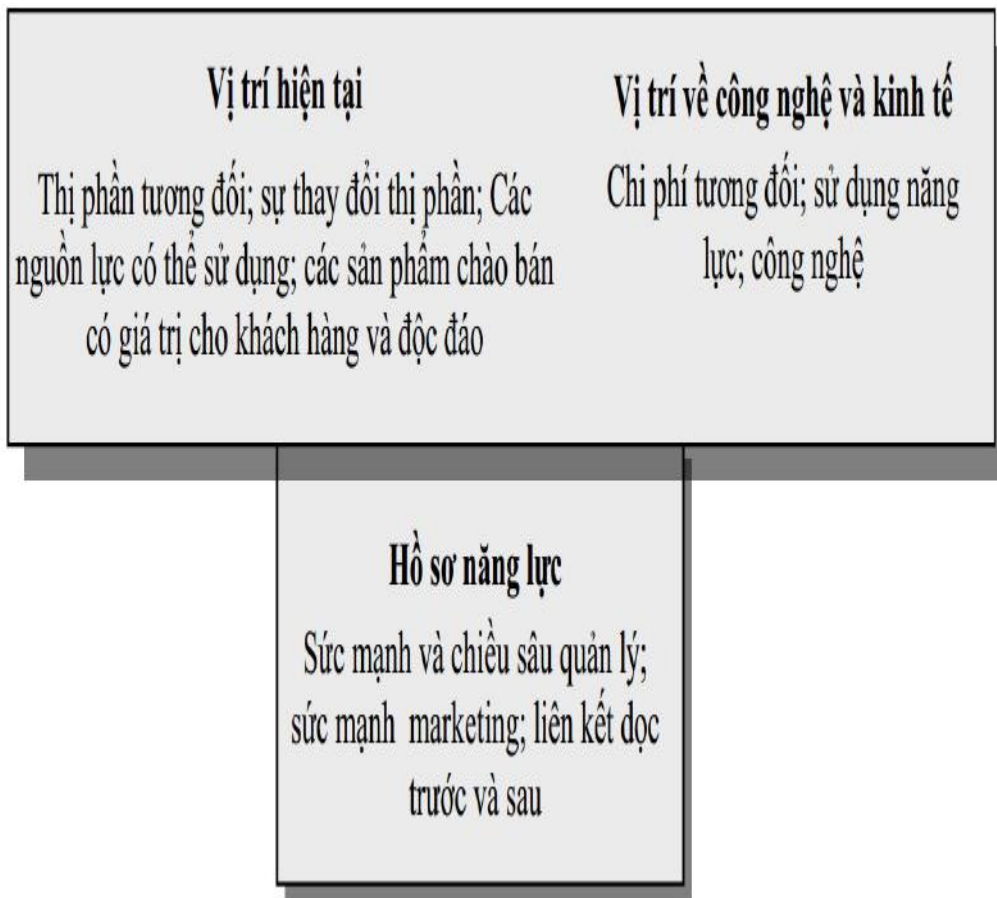 Vị trí hiện tại
Thị phần tương đối; sự thay đổi thị phần; Các
nguồn lực có thể sử dụng; các sản phẩm chào bán
có giá trị cho khách hàng và độc đáo
Vị trí về công nghệ và kinh tế
Chi phí tương đối; sử dụng năng
lực; công nghệ
Hồ sơ năng lực
Sức mạnh và chiều sâu quản lý;
sức mạnh marketing; liên kết dọc
trước và sau